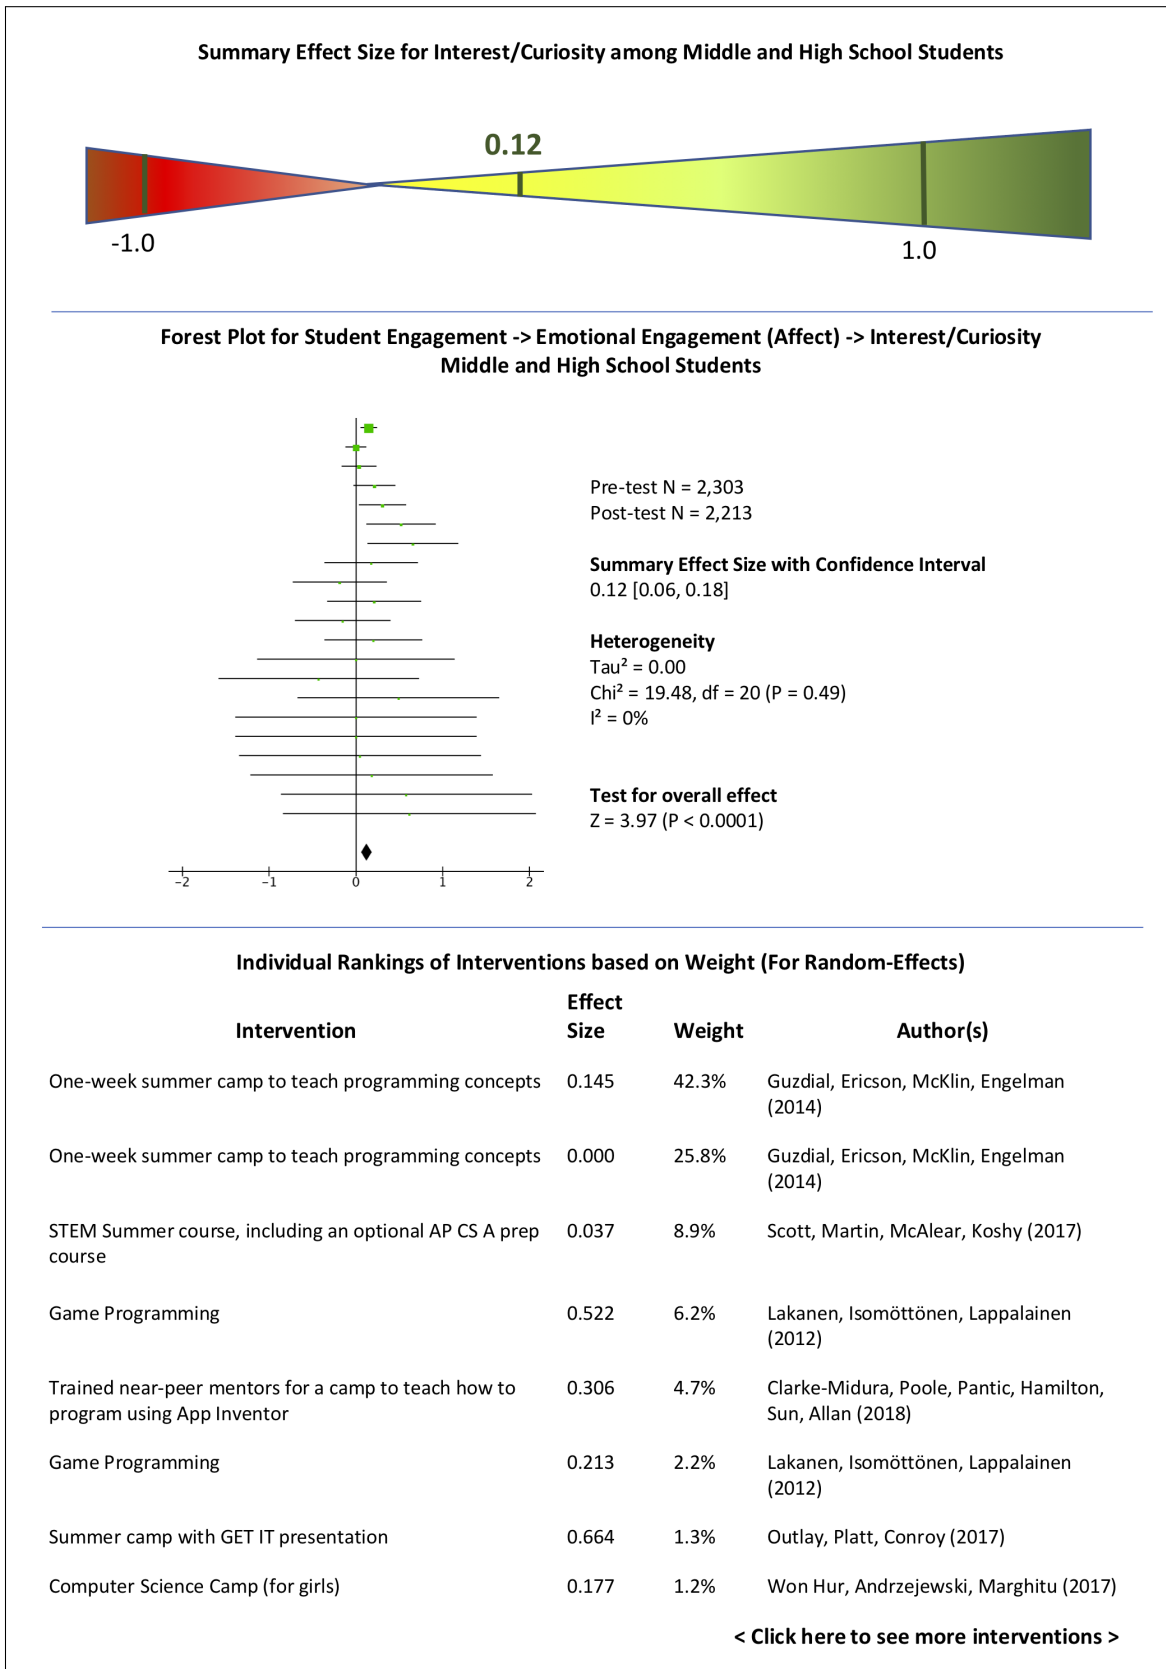 Summary Effect Size for Interest/Curiosity among Middle and High School Students
0.12
-1.0
1.0
Forest Plot for Student Engagement -> Emotional Engagement (Affect) -> Interest/Curiosity
Middle and High School Students
Pre-test N = 2,303
Post-test N = 2,213
Summary Effect Size with Confidence Interval
0.12 [0.06, 0.18]
Heterogeneity
Tau² = 0.00
Chi² = 19.48, df = 20 (P = 0.49)
I² = 0%
Test for overall effect
Z = 3.97 (P < 0.0001)
−2 −1 0 1 2
Individual Rankings of Interventions based on Weight (For Random-Effects)
Intervention Effect Size Weight Author(s)
One-week summer camp to teach programming concepts 0.145 42.3% Guzdial, Ericson, McKlin, Engelman
(2014)
One-week summer camp to teach programming concepts 0.000 25.8% Guzdial, Ericson, McKlin, Engelman
(2014)
STEM Summer course, including an optional AP CS A prep 0.037 8.9% Scott, Martin, McAlear, Koshy (2017)
course
Game Programming 0.522 6.2% Lakanen, Isomöttönen, Lappalainen
(2012)
Trained near-peer mentors for a camp to teach how to 0.306 4.7% Clarke-Midura, Poole, Pantic, Hamilton,
program using App Inventor Sun, Allan (2018)
Game Programming 0.213 2.2% Lakanen, Isomöttönen, Lappalainen
(2012)
Summer camp with GET IT presentation 0.664 1.3% Outlay, Platt, Conroy (2017)
Computer Science Camp (for girls) 0.177 1.2% Won Hur, Andrzejewski, Marghitu (2017)
< Click here to see more interventions >